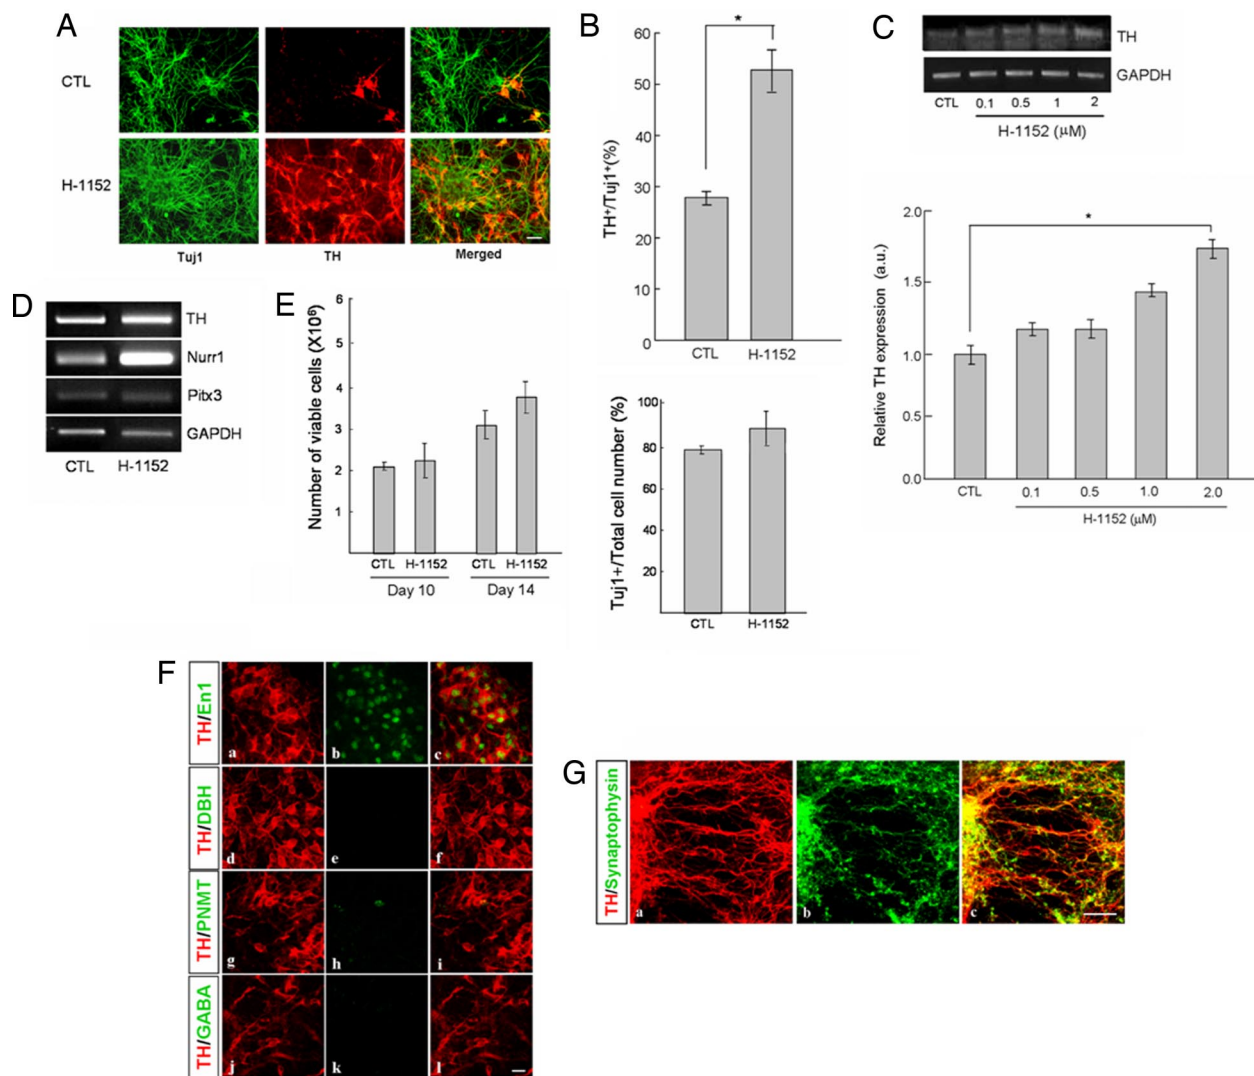 A
CTL
H-1152
Tuj1
TH
Merged
B
*
TH⁺/Tuj1⁺(%)
60
50
40
30
20
10
0
CTL
H-1152
Tuj1+/Total cell number (%)
100
80
60
40
20
CTL
H-1152
C
TH
GAPDH
CTL
0.1
0.5
1
2
H-1152 (μM)
Relative TH expression (a.u.)
2.0
1.5
1.0
0.5
0.0
*
CTL
0.1
0.5
1.0
2.0
H-1152 (μM)
D
TH
Nurr1
Pitx3
GAPDH
CTL
H-1152
E
Number of viable cells (X10⁶)
6
5
4
3
2
1
CTL H-1152
CTL H-1152
Day 10
Day 14
F
TH/En1
a
b
c
TH/DBH
d
e
f
TH/PNMT
g
h
i
TH/GABA
j
k
l
G
TH/Synaptophysin
a
b
c